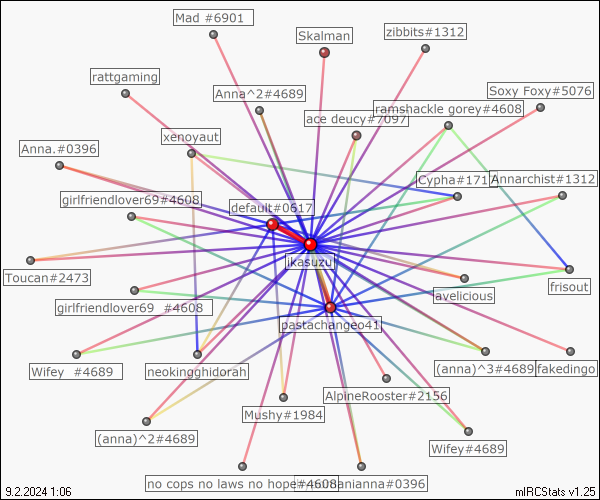 Mad #6901
Skalman
zibbits#1312
rattgaming
Anna^2#4689
Soxy Foxy#5076
ramshackle gorey#4608
ace deucy#7097
xenoyaut
Anna.#0396
Cypha#171
Annarchist#1312
girlfriendlover69#4608
default#0617
ikasuzu
Toucan#2473
avelicious
frisout
girlfriendlover69 _#4608
pastachangeo41
Wifey  #4689
neokingghidorah
(anna)^3#4689
fakedingo
AlpineRooster#2156
Mushy#1984
(anna)^2#4689
Wifey#4689
no cops no laws no hope#4608
anianna#0396
9.2.2024 1:06
mIRCStats v1.25